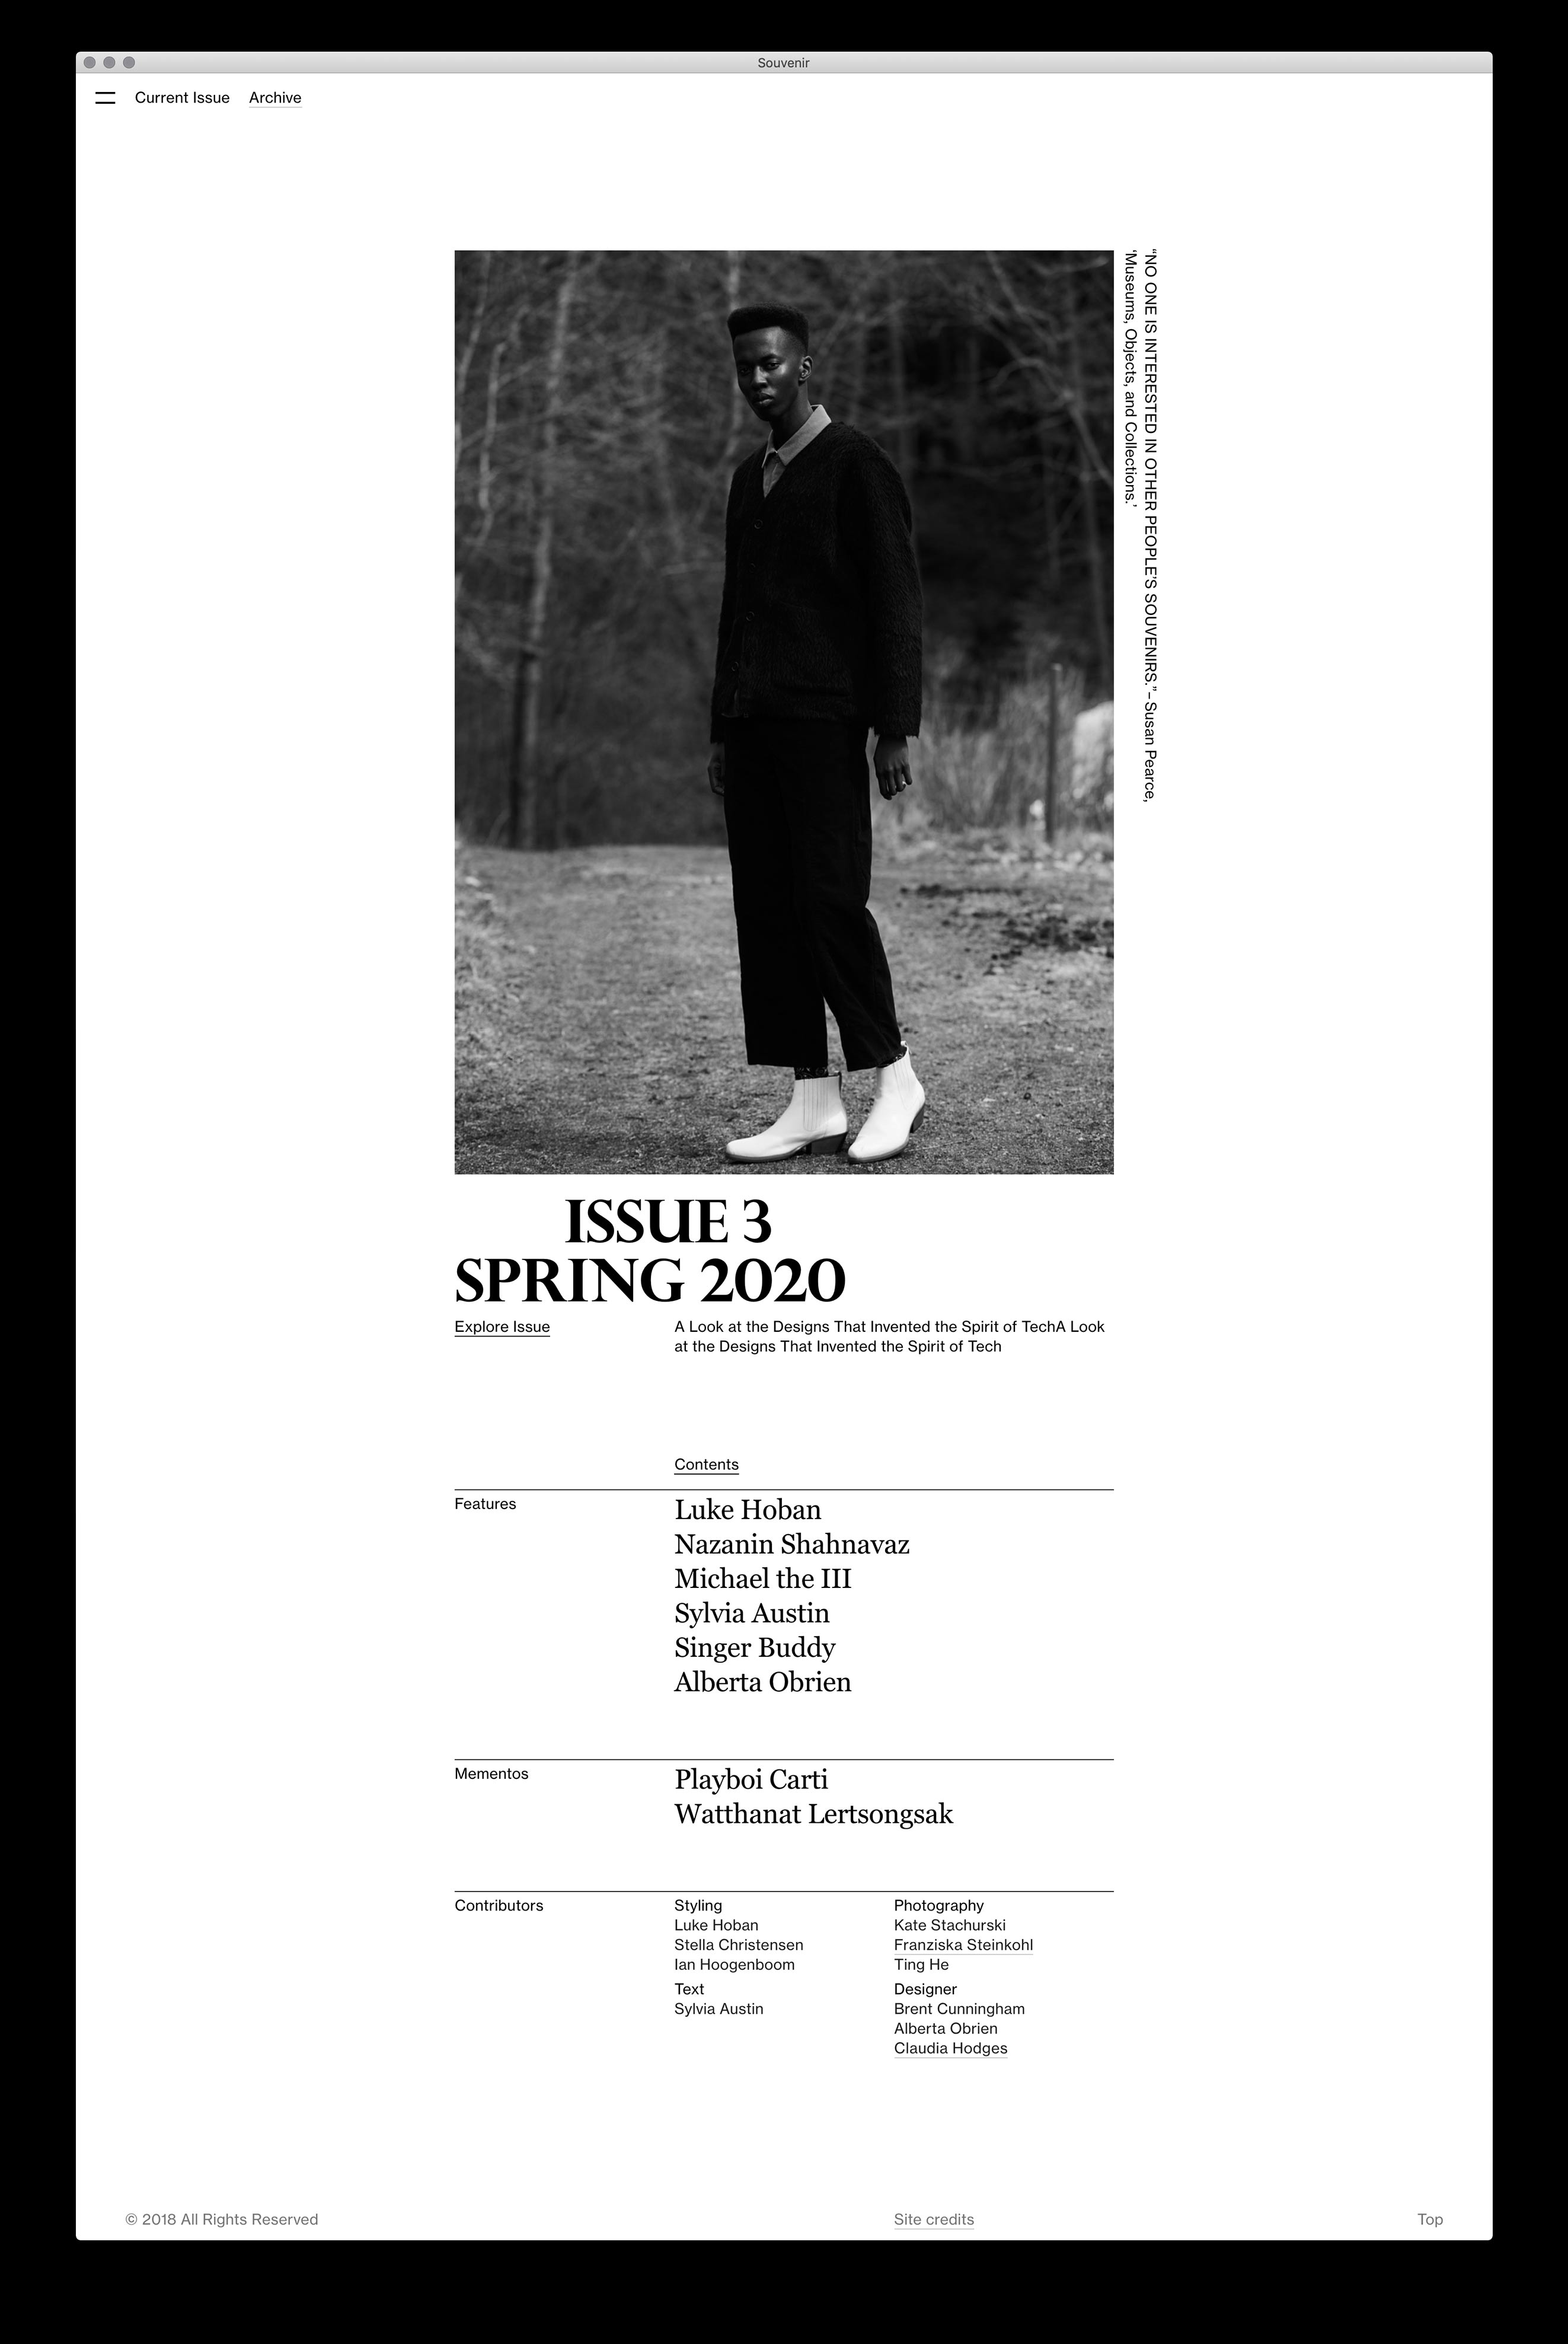 Souvenir
Current Issue
Archive
“NO ONE IS INTERESTED IN OTHER PEOPLE’S SOUVENIRS.” – Susan Pearce,
‘Museums, Objects, and Collections.’
ISSUE 3
SPRING 2020
Explore Issue
A Look at the Designs That Invented the Spirit of TechA Look
at the Designs That Invented the Spirit of Tech
Contents
Features
Luke Hoban
Nazanin Shahnavaz
Michael the III
Sylvia Austin
Singer Buddy
Alberta Obrien
Mementos
Playboi Carti
Watthanat Lertsongsak
Contributors
Styling
Luke Hoban
Stella Christensen
Ian Hoogenboom
Text
Sylvia Austin
Photography
Kate Stachurski
Franziska Steinkohl
Ting He
Designer
Brent Cunningham
Alberta Obrien
Claudia Hodges
© 2018 All Rights Reserved
Site credits
Top